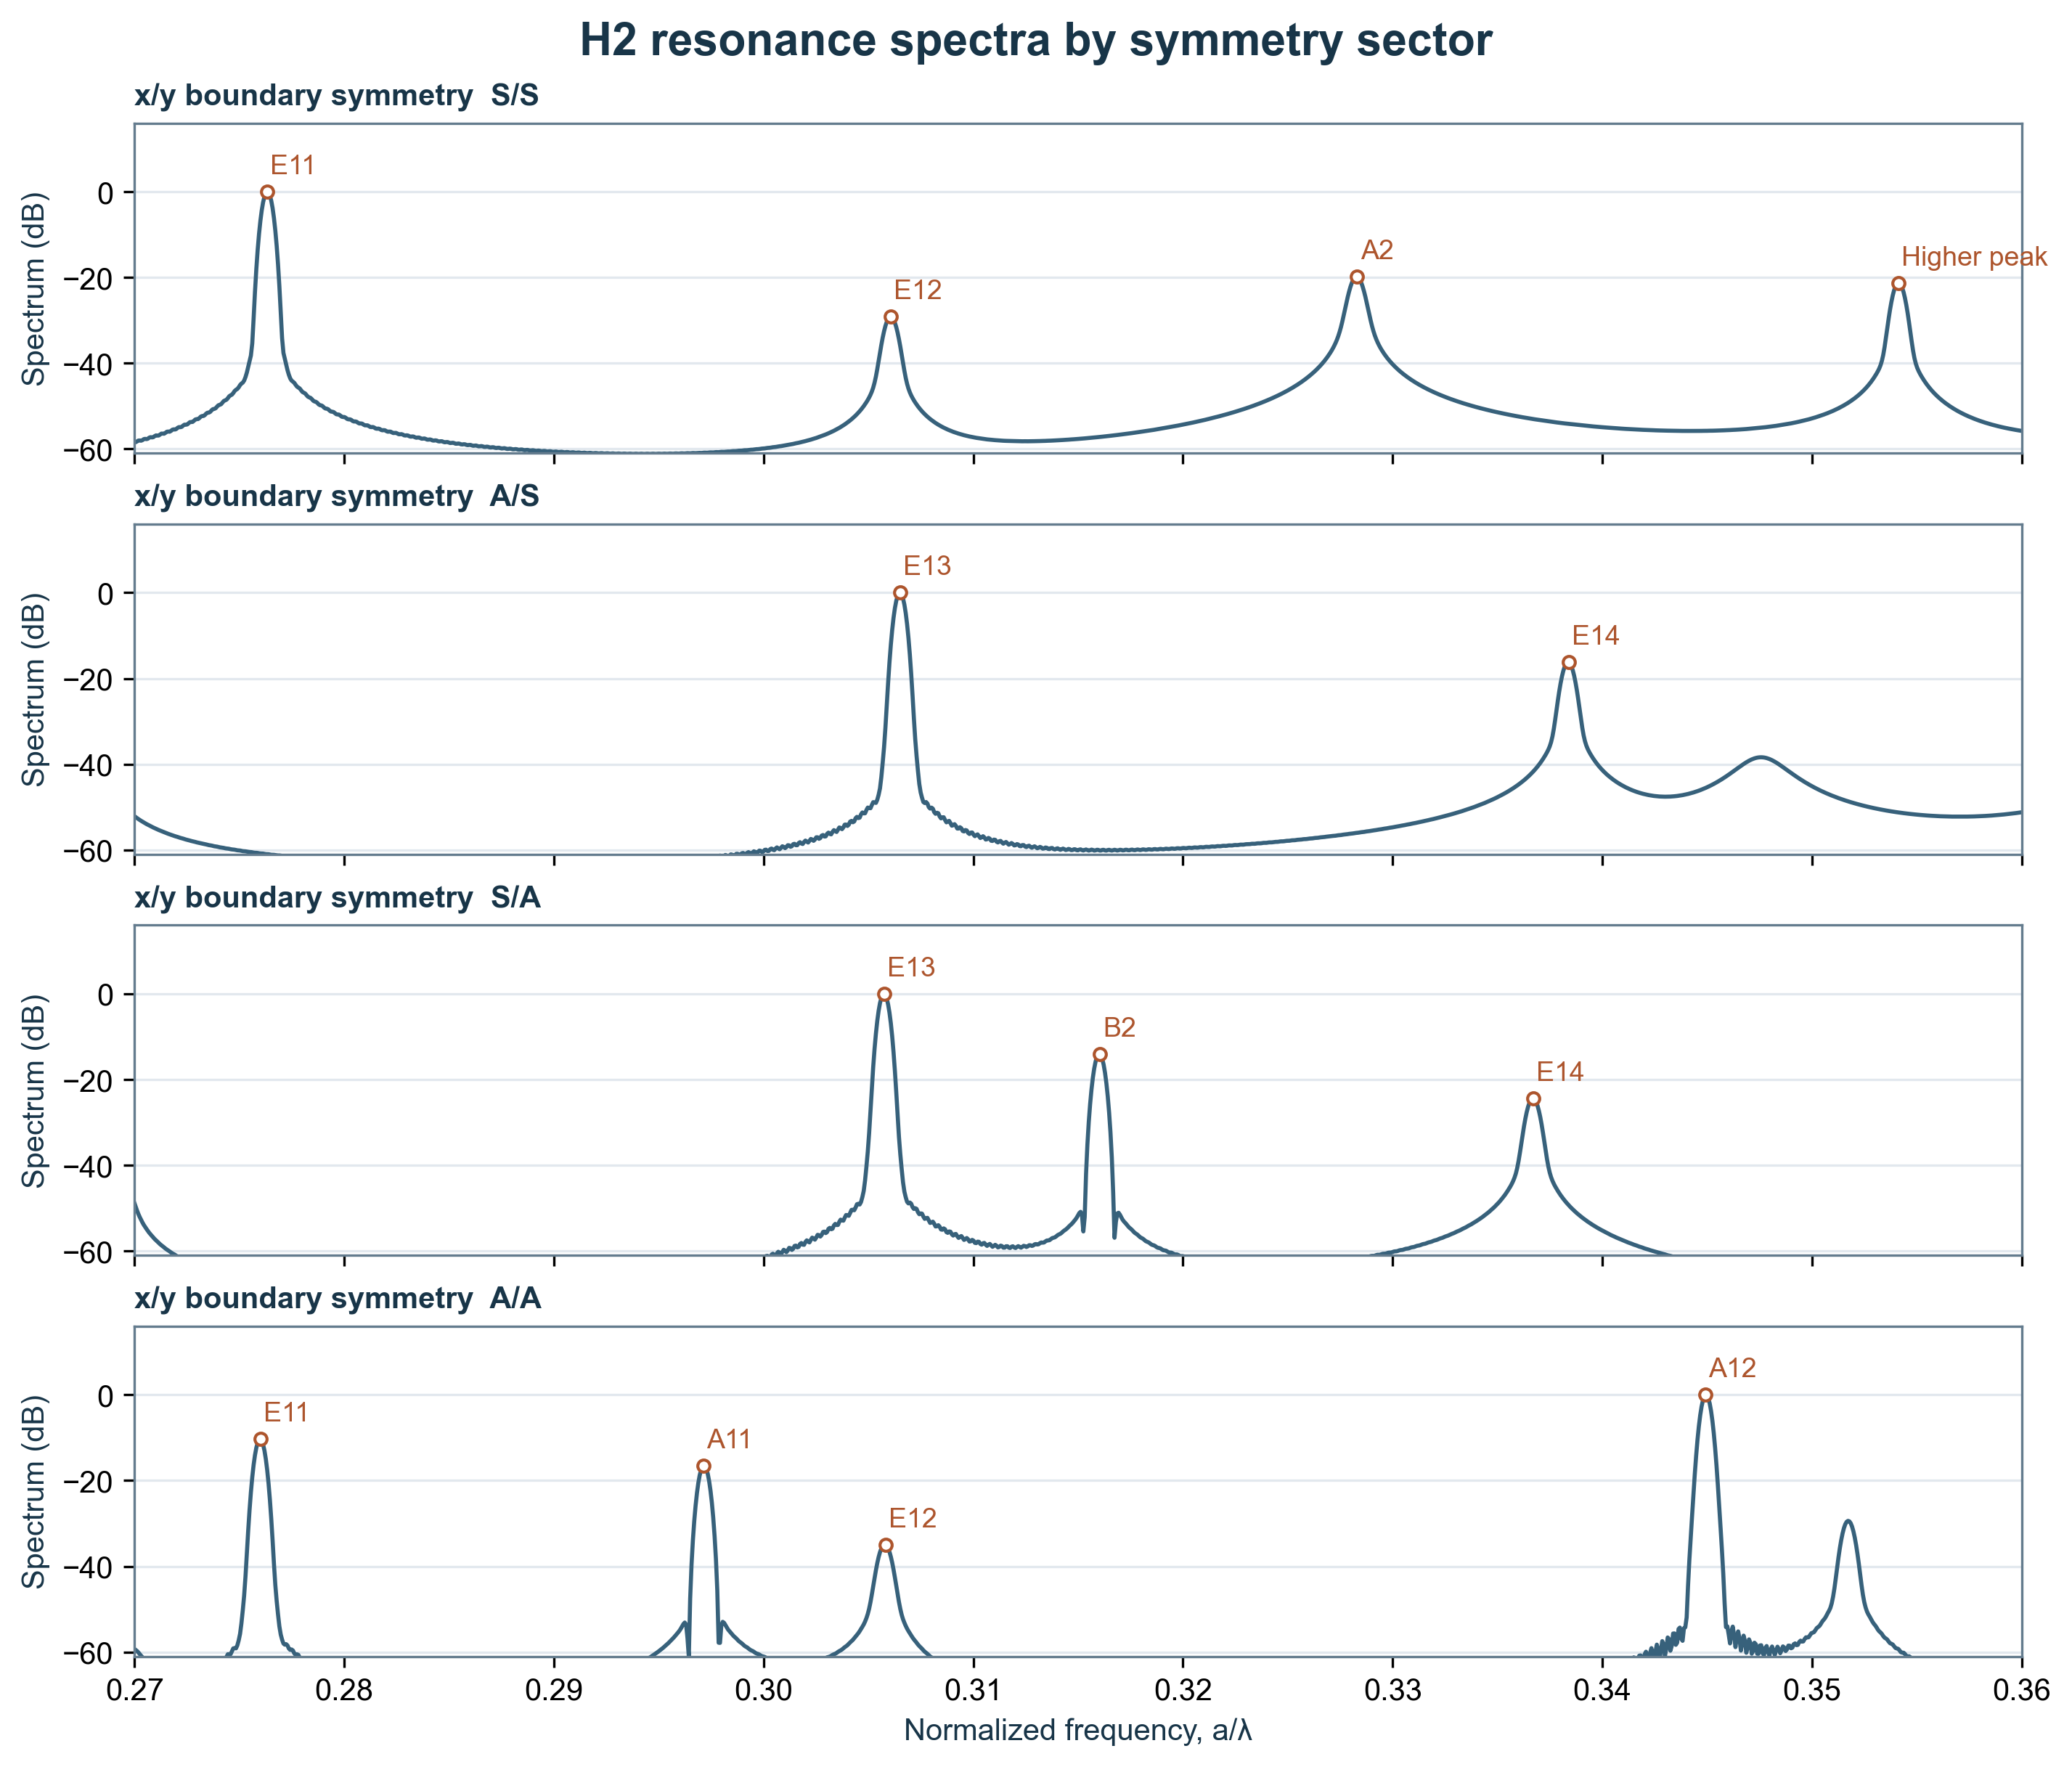 H2 resonance spectra by symmetry sector
x/y boundary symmetry  S/S
Spectrum (dB)
0
−20
−40
−60
E11
E12
A2
Higher peak
x/y boundary symmetry  A/S
Spectrum (dB)
0
−20
−40
−60
E13
E14
x/y boundary symmetry  S/A
Spectrum (dB)
0
−20
−40
−60
E13
B2
E14
x/y boundary symmetry  A/A
Spectrum (dB)
0
−20
−40
−60
E11
A11
E12
A12
0.27 0.28 0.29 0.30 0.31 0.32 0.33 0.34 0.35 0.36
Normalized frequency, a/λ